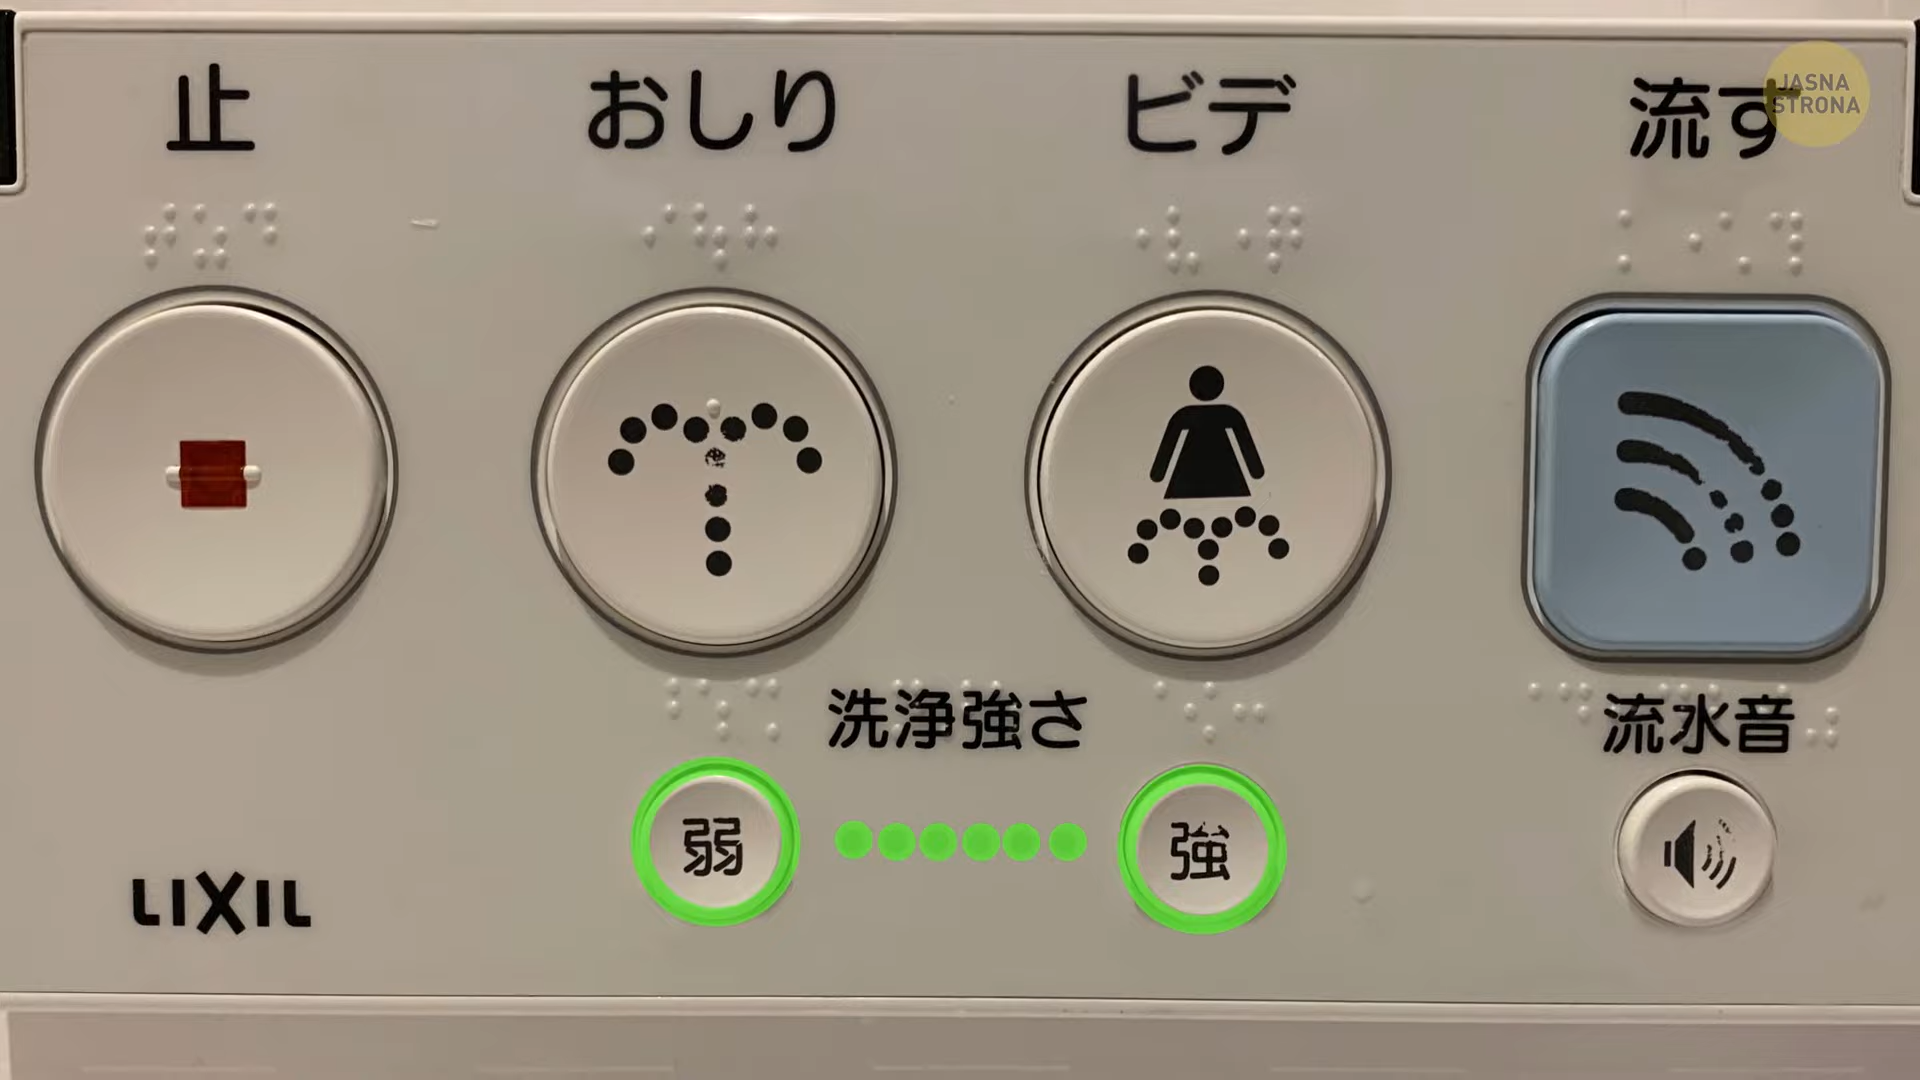 止 おしり ビデ 流す
JASNA
STRONA
洗浄強さ 流水音
弱 強
LIXIL